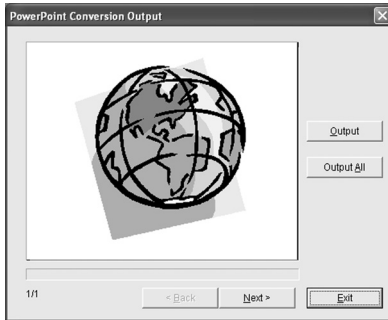 PowerPoint Conversion Output
Output
Output All
1/1
< Back
Next >
Exit